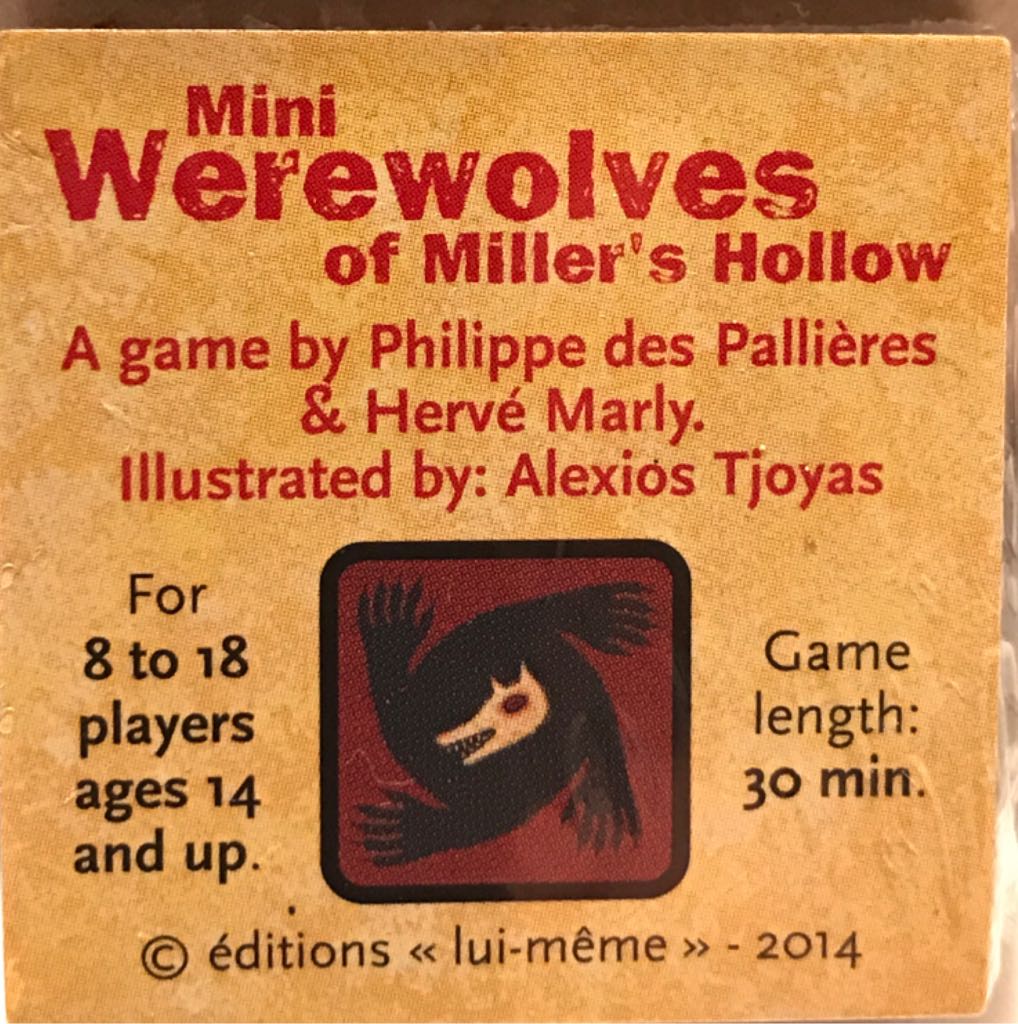 Mini
Werewolves
of Miller's Hollow
A game by Philippe des Pallières
& Hervé Marly.
Illustrated by: Alexios Tjoyas
For
8 to 18
players
ages 14
and up.
Game
length:
30 min.
© éditions « lui-même » - 2014